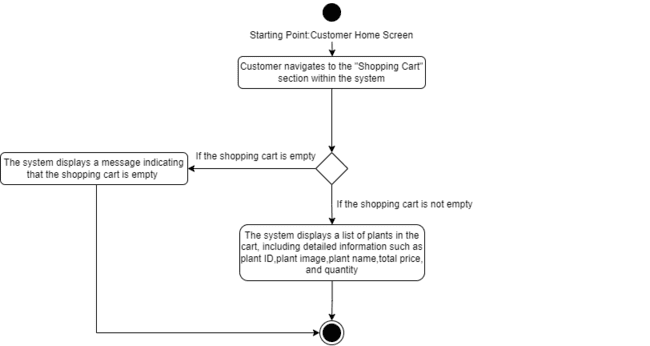 Starting Point:Customer Home Screen
Customer navigates to the "Shopping Cart"
section within the system
If the shopping cart is empty
The system displays a message indicating
that the shopping cart is empty
If the shopping cart is not empty
The system displays a list of plants in the
cart, including detailed information such as
plant ID,plant image,plant name,total price,
and quantity